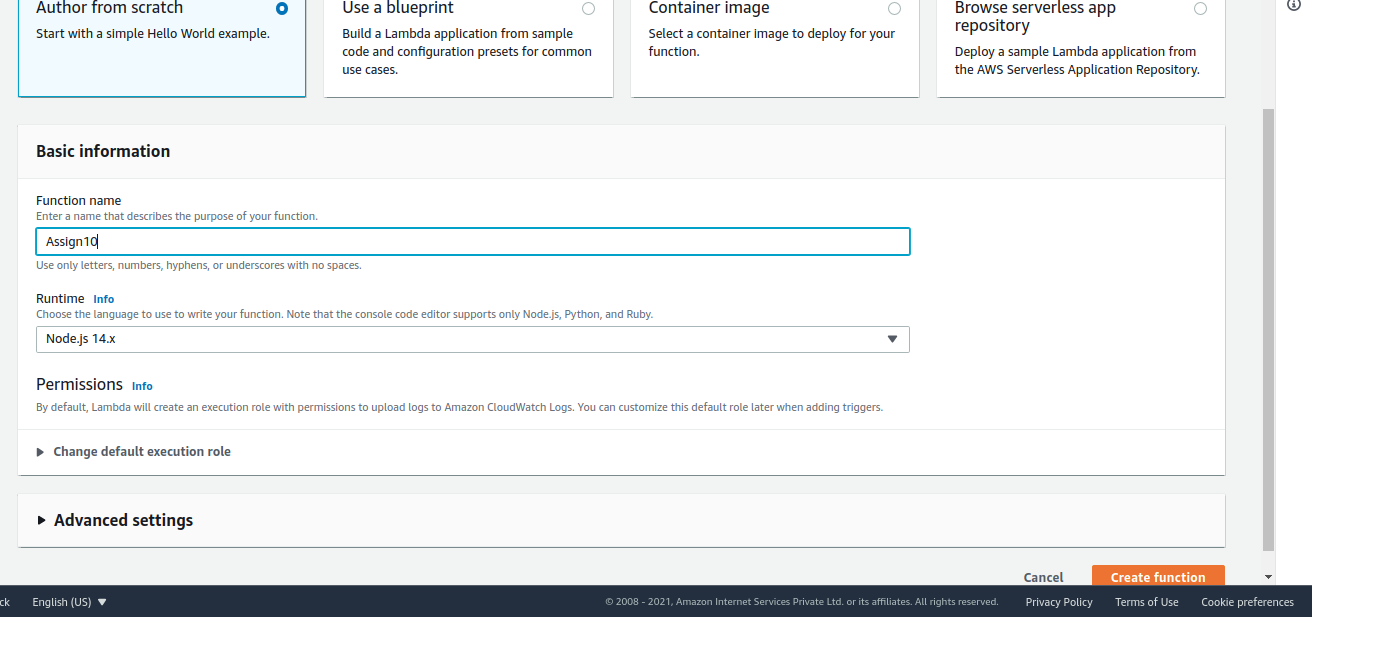 Author from scratch
Start with a simple Hello World example.
Use a blueprint
Build a Lambda application from sample
code and configuration presets for common
use cases.
Container image
Select a container image to deploy for your
function.
Browse serverless app
repository
Deploy a sample Lambda application from
the AWS Serverless Application Repository.
Basic information
Function name
Enter a name that describes the purpose of your function.
Assign10
Use only letters, numbers, hyphens, or underscores with no spaces.
Runtime Info
Choose the language to use to write your function. Note that the console code editor supports only Node.js, Python, and Ruby.
Node.js 14.x
Permissions Info
By default, Lambda will create an execution role with permissions to upload logs to Amazon CloudWatch Logs. You can customize this default role later when adding triggers.
Change default execution role
Advanced settings
Cancel Create function
ck English (US) © 2008 - 2021, Amazon Internet Services Private Ltd. or its affiliates. All rights reserved. Privacy Policy Terms of Use Cookie preferences